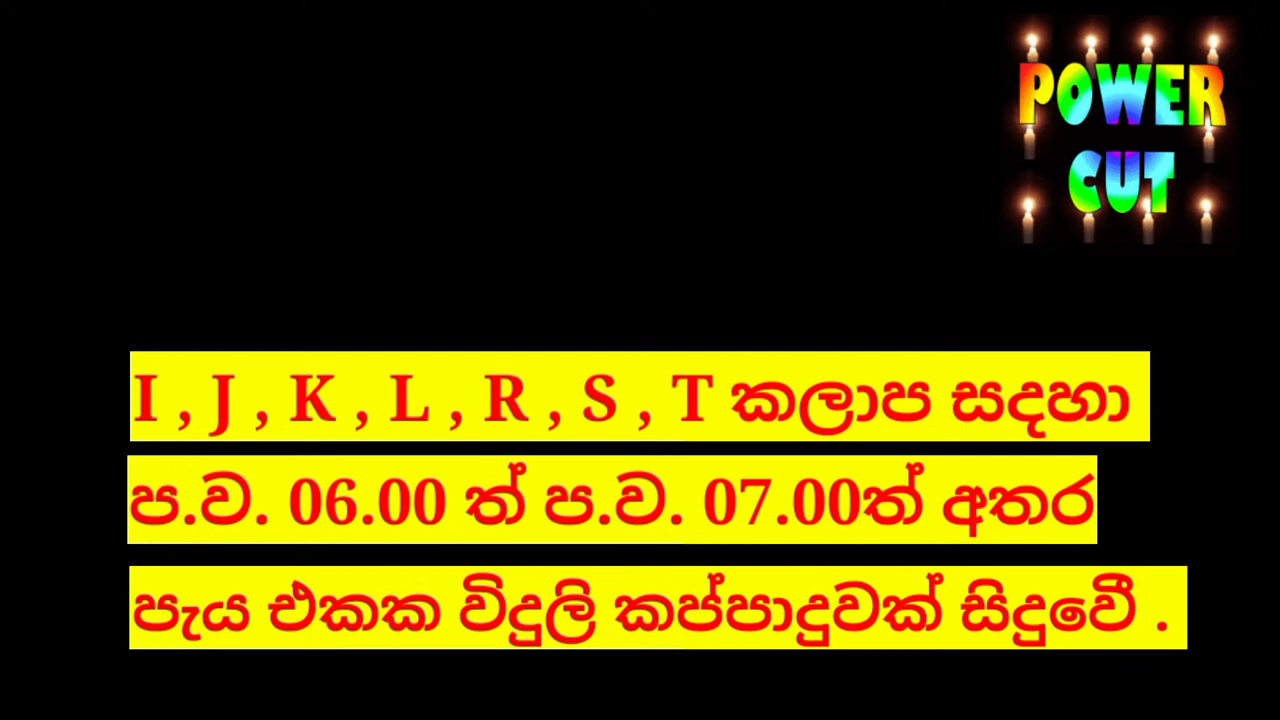 POWER
CUT
I , J , K , L , R , S , T කලාප සදහා
ප.ව. 06.00 ත් ප.ව. 07.00ත් අතර
පැය එකක විදුලි කප්පාදුවක් සිදුවේී .